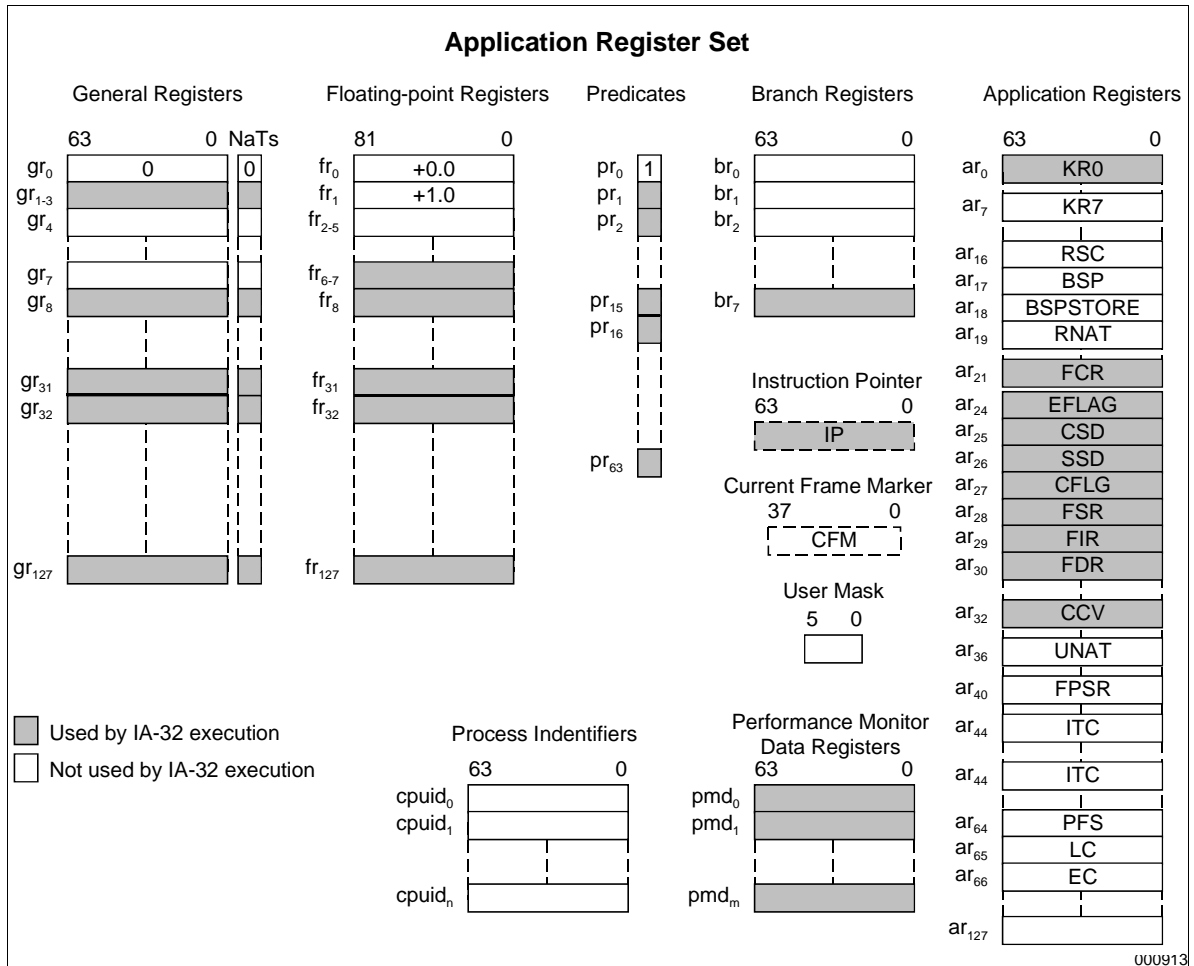 Application Register Set
General Registers
63 0 NaTs
gr0 0 0
gr1-3
gr4
gr7
gr8
gr31
gr32
gr127
Floating-point Registers
81 0
fr0 +0.0
fr1 +1.0
fr2-5
fr6-7
fr8
fr31
fr32
fr127
Predicates
pr0 1
pr1
pr2
pr15
pr16
pr63
Branch Registers
63 0
br0
br1
br2
br7
Instruction Pointer
63 0
IP
Current Frame Marker
37 0
CFM
User Mask
5 0
Application Registers
63 0
ar0 KR0
ar7 KR7
ar16 RSC
ar17 BSP
ar18 BSPSTORE
ar19 RNAT
ar21 FCR
ar24 EFLAG
ar25 CSD
ar26 SSD
ar27 CFLG
ar28 FSR
ar29 FIR
ar30 FDR
ar32 CCV
ar36 UNAT
ar40 FPSR
ar44 ITC
ar44 ITC
ar64 PFS
ar65 LC
ar66 EC
ar127
Used by IA-32 execution
Not used by IA-32 execution
Process Indentifiers
63 0
cpuid0
cpuid1
cpuidn
Performance Monitor
Data Registers
63 0
pmd0
pmd1
pmdm
000913